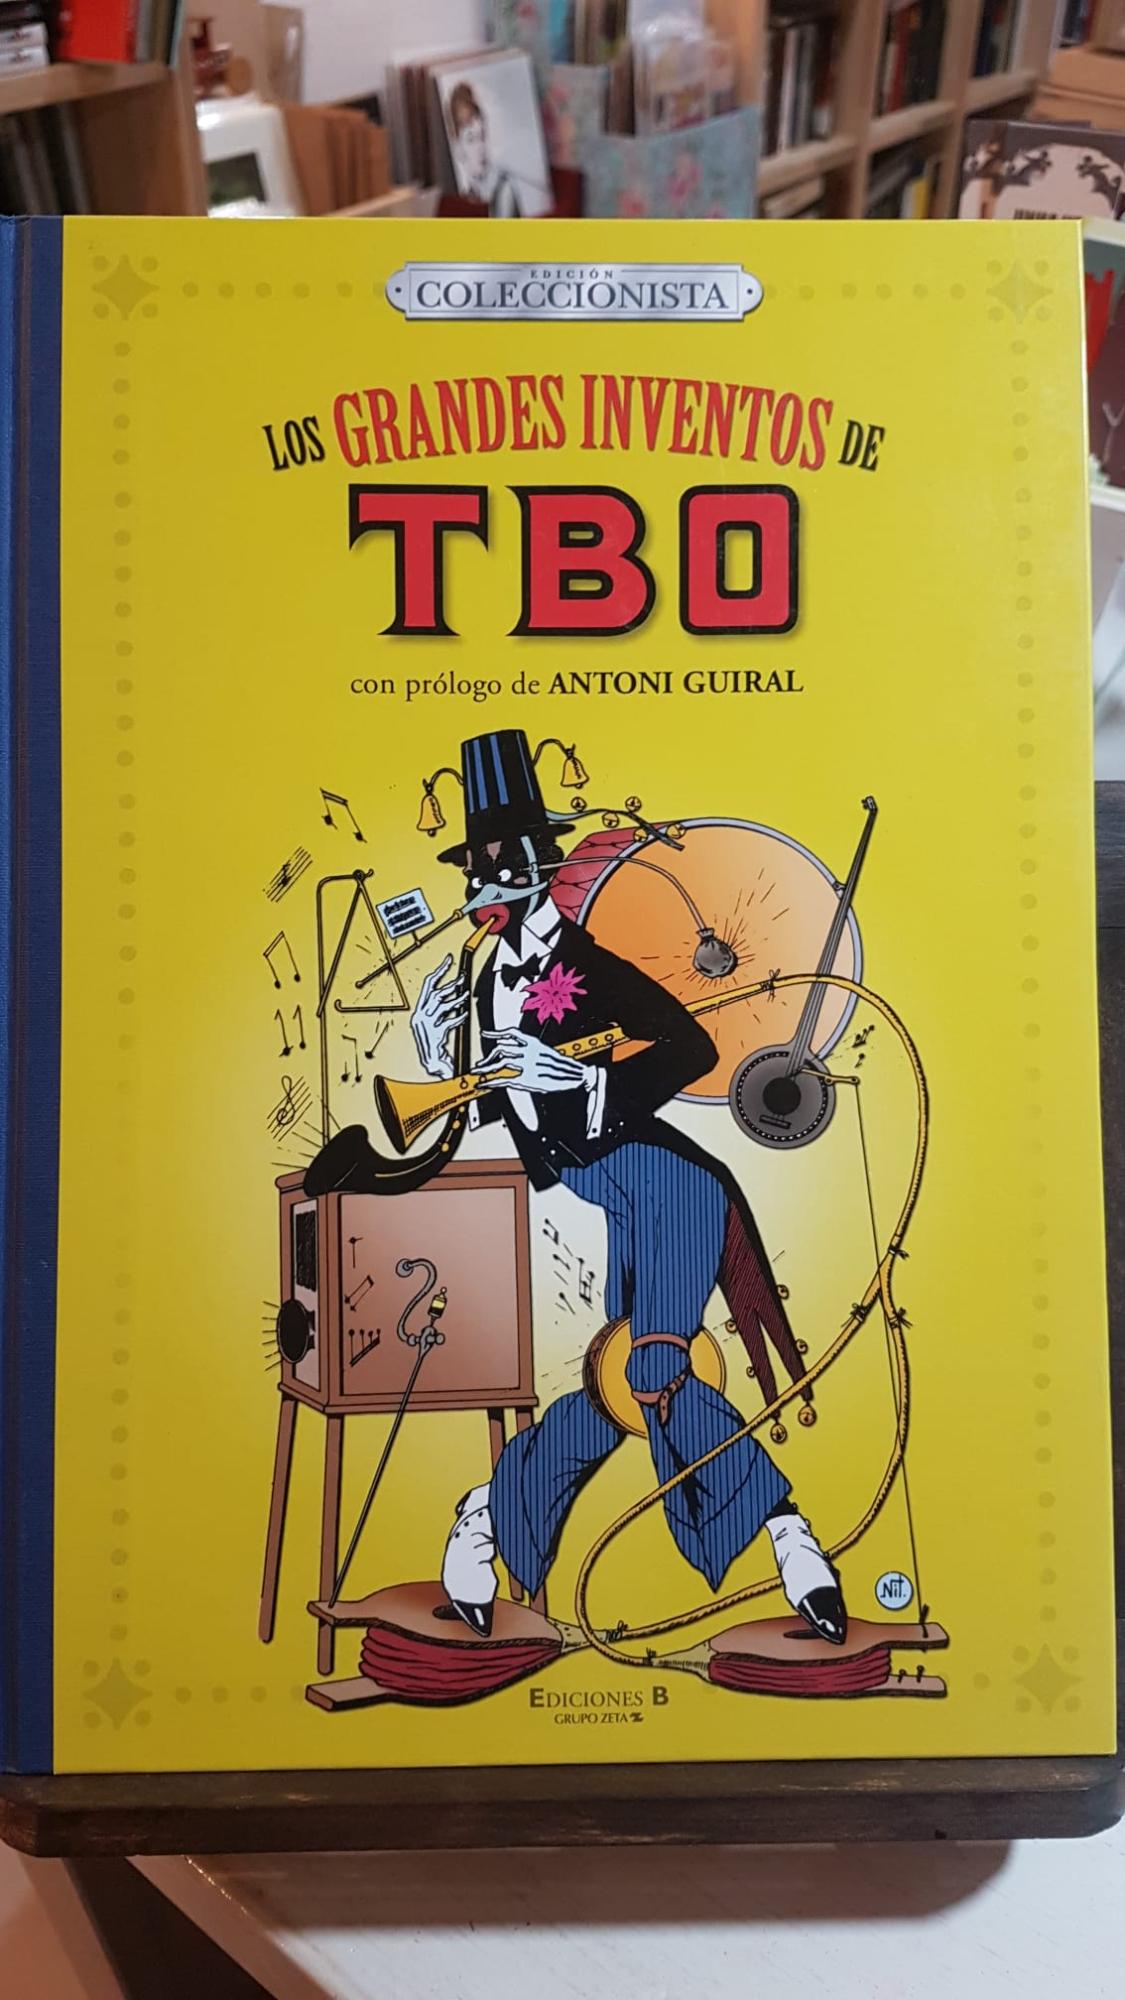 EDICIÓN
COLECCIONISTA
LOS GRANDES INVENTOS DE
TBO
con prólogo de ANTONI GUIRAL
Nit.
EDICIONES B
GRUPO ZETA